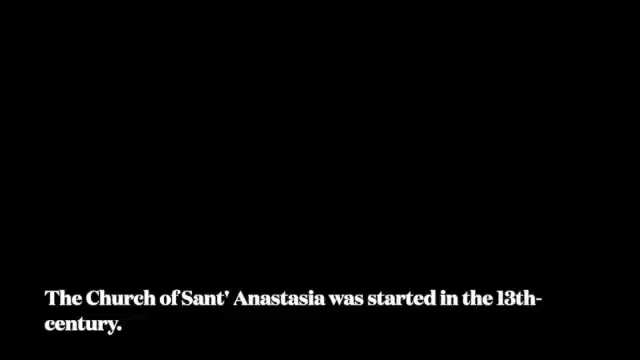 The Church of Sant' Anastasia was started in the 13th-
century.